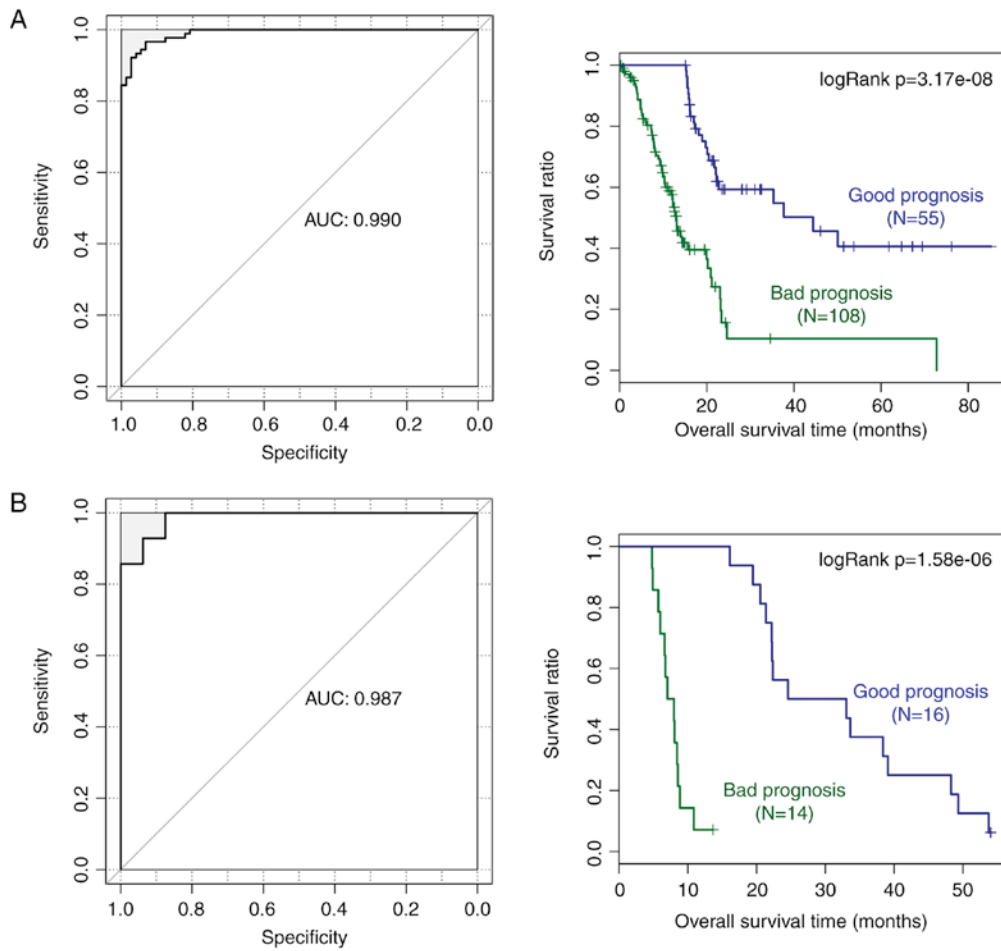 A
1.0
0.8
0.6
0.4
0.2
0.0
Sensitivity
AUC: 0.990
1.0 0.8 0.6 0.4 0.2 0.0
Specificity
logRank p=3.17e-08
1.0
0.8
0.6
0.4
0.2
0.0
Survival ratio
Good prognosis
(N=55)
Bad prognosis
(N=108)
0 20 40 60 80
Overall survival time (months)
B
1.0
0.8
0.6
0.4
0.2
0.0
Sensitivity
AUC: 0.987
1.0 0.8 0.6 0.4 0.2 0.0
Specificity
logRank p=1.58e-06
1.0
0.8
0.6
0.4
0.2
0.0
Survival ratio
Good prognosis
(N=16)
Bad prognosis
(N=14)
0 10 20 30 40 50
Overall survival time (months)